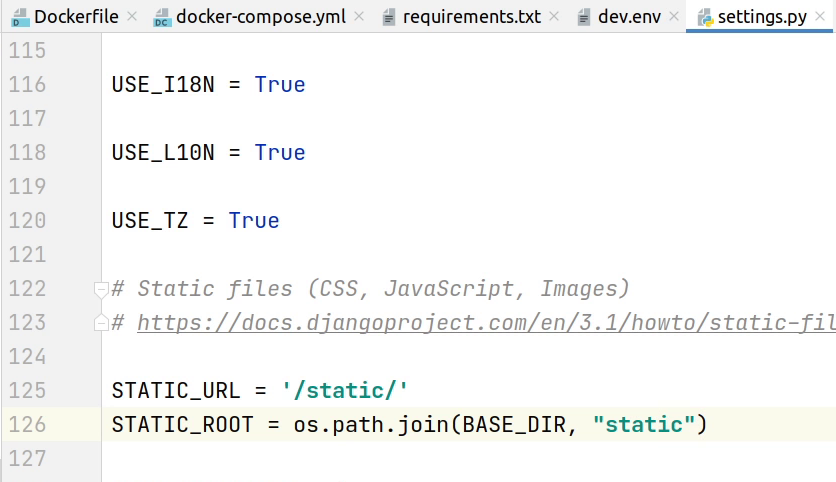 Dockerfile docker-compose.yml requirements.txt dev.env settings.py
115
116 USE_I18N = True
117
118 USE_L10N = True
119
120 USE_TZ = True
121
122 # Static files (CSS, JavaScript, Images)
123 # https://docs.djangoproject.com/en/3.1/howto/static-fil
124
125 STATIC_URL = '/static/'
126 STATIC_ROOT = os.path.join(BASE_DIR, "static")
127